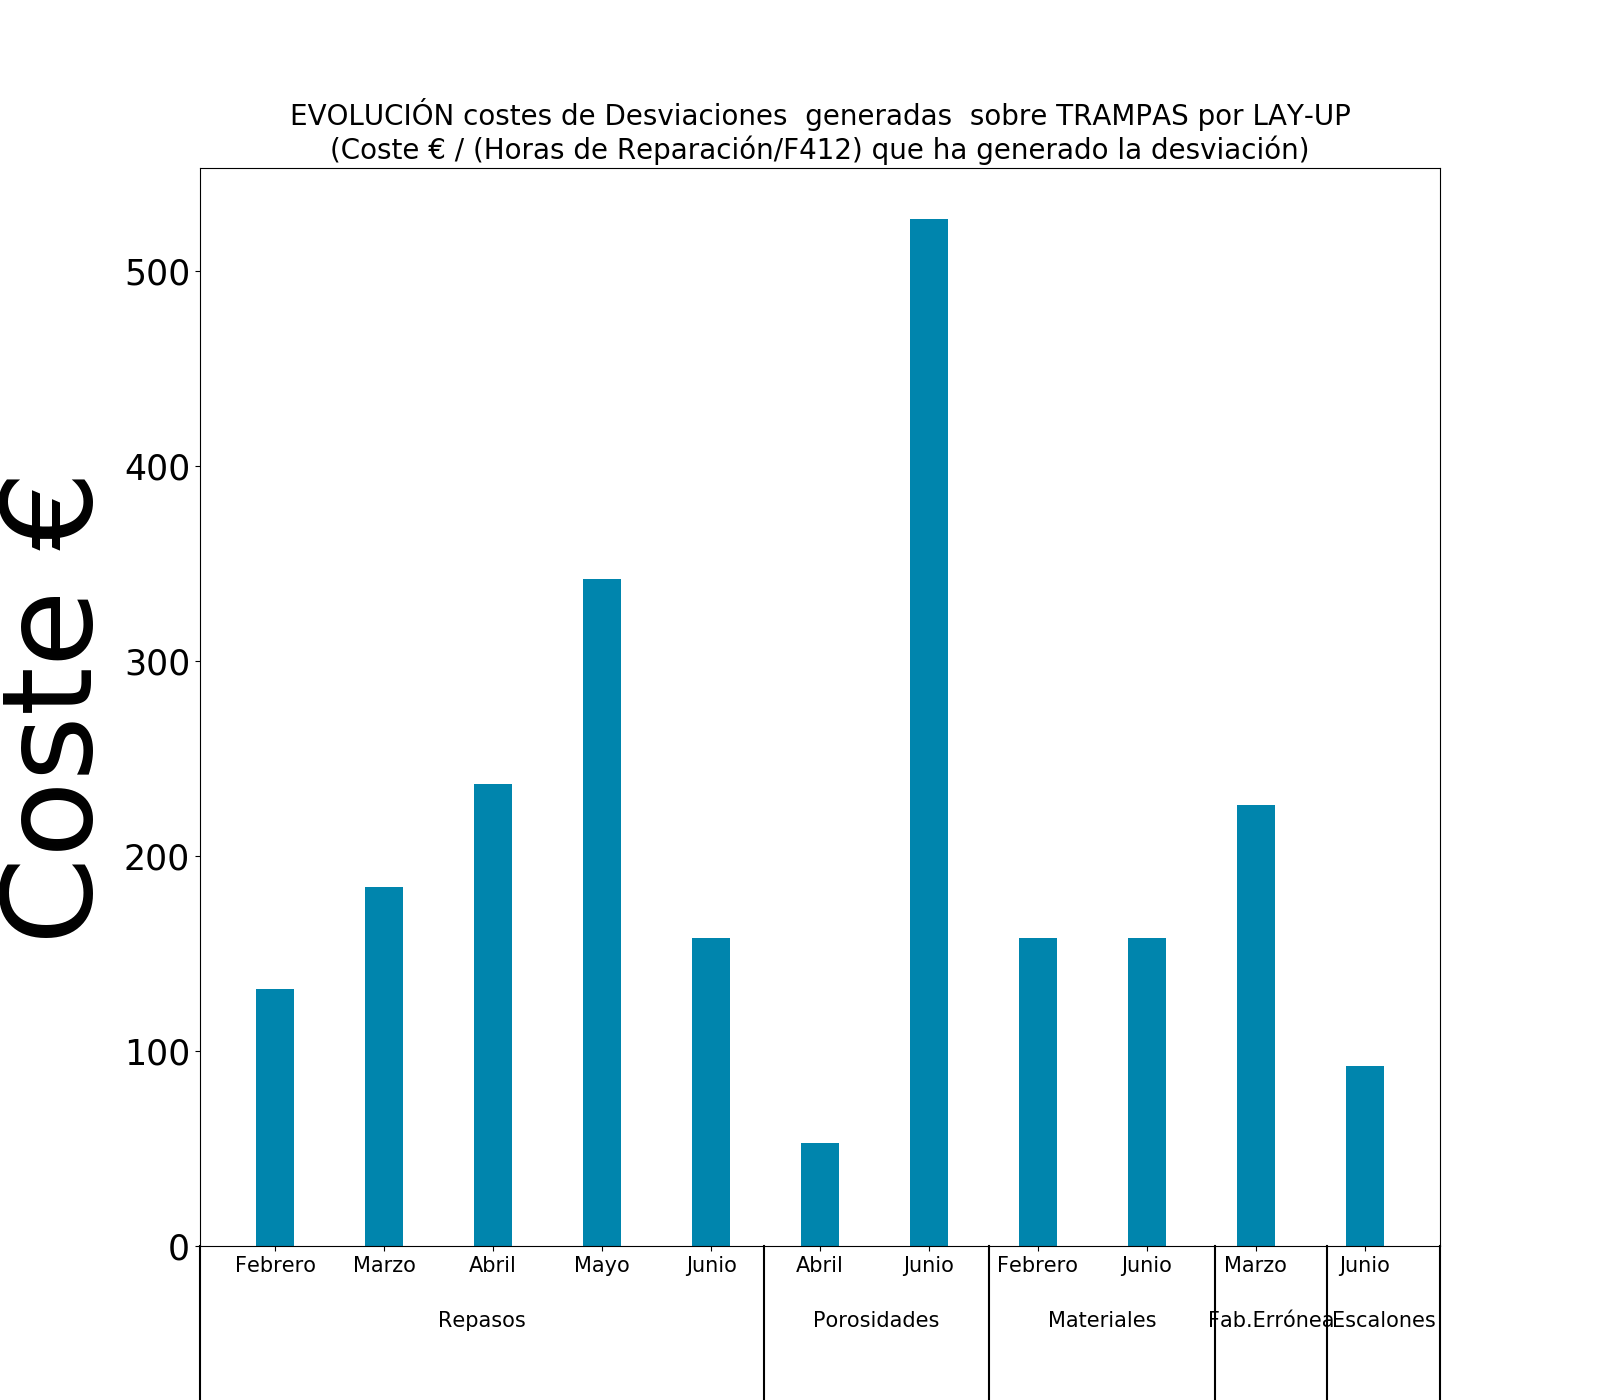 EVOLUCIÓN costes de Desviaciones  generadas  sobre TRAMPAS por LAY-UP
(Coste € / (Horas de Reparación/F412) que ha generado la desviación)
Coste €
500
400
300
200
100
0
Febrero Marzo Abril Mayo Junio Abril Junio Febrero Junio Marzo Junio
Repasos Porosidades Materiales Fab.Errónea Escalones